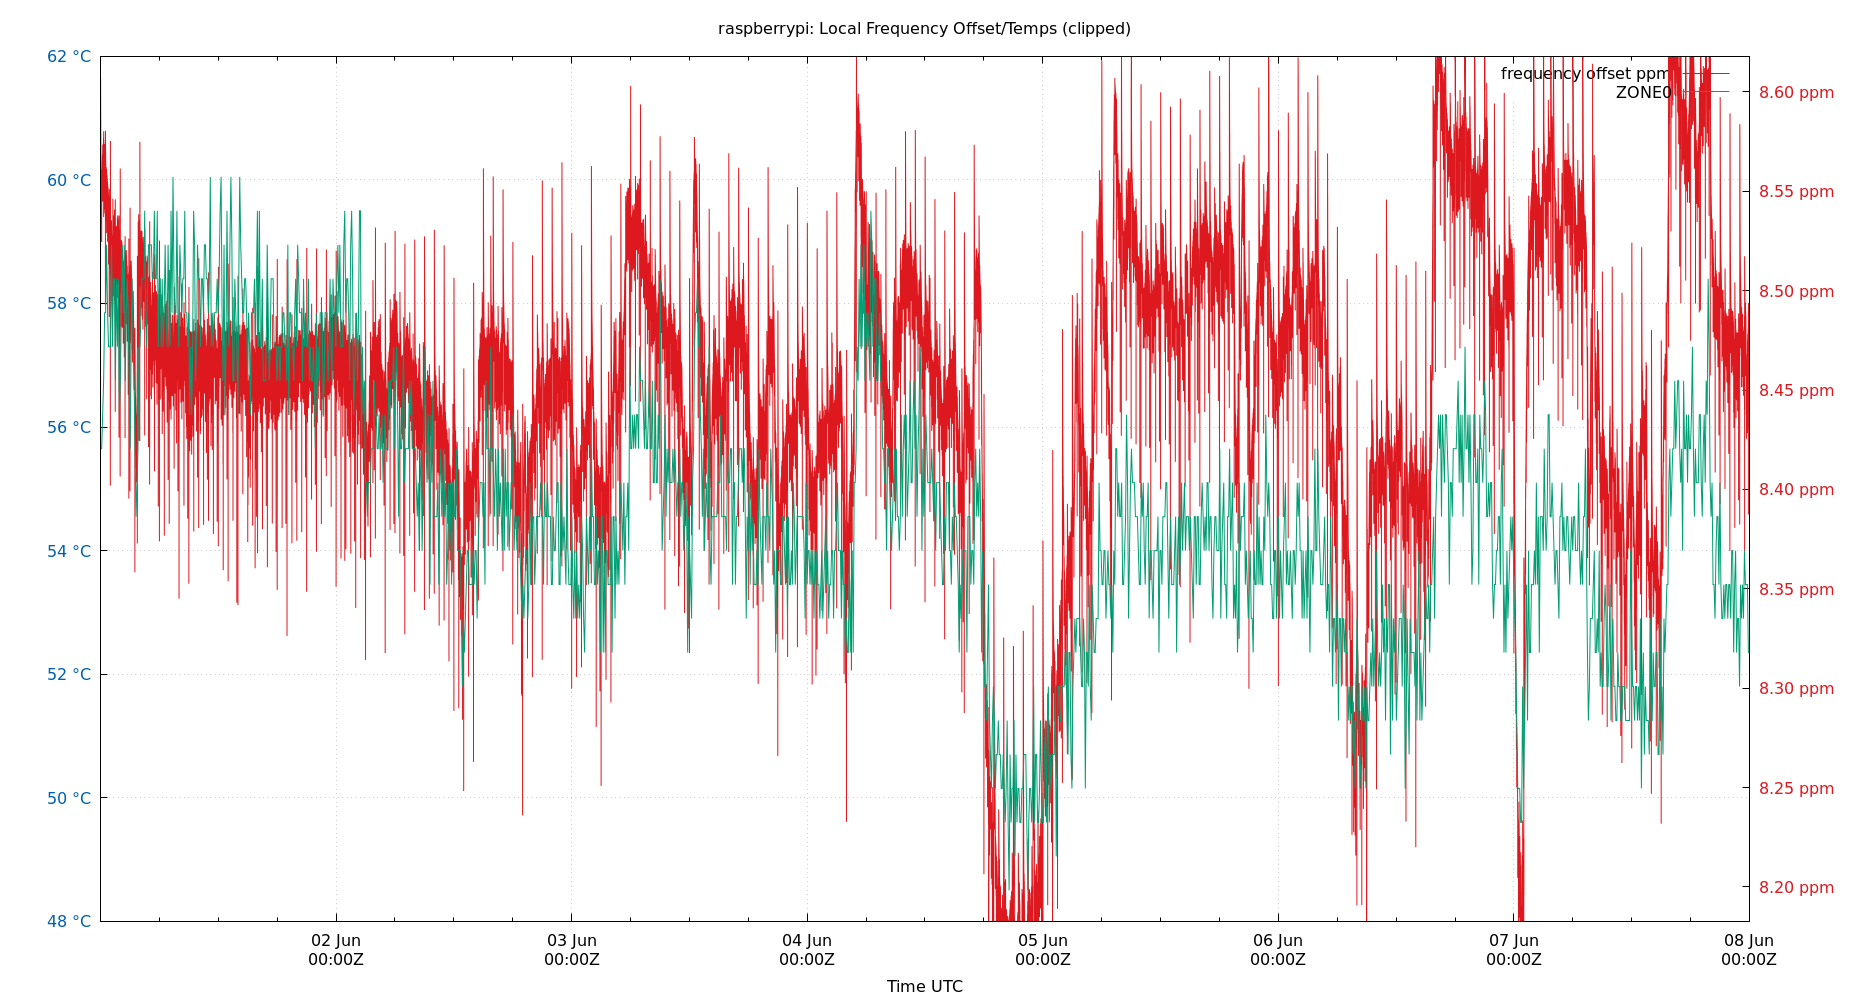 raspberrypi: Local Frequency Offset/Temps (clipped)
62 °C
60 °C
58 °C
56 °C
54 °C
52 °C
50 °C
48 °C
frequency offset ppm
ZONE0
8.60 ppm
8.55 ppm
8.50 ppm
8.45 ppm
8.40 ppm
8.35 ppm
8.30 ppm
8.25 ppm
8.20 ppm
02 Jun 03 Jun 04 Jun 05 Jun 06 Jun 07 Jun 08 Jun
00:00Z 00:00Z 00:00Z 00:00Z 00:00Z 00:00Z 00:00Z
Time UTC